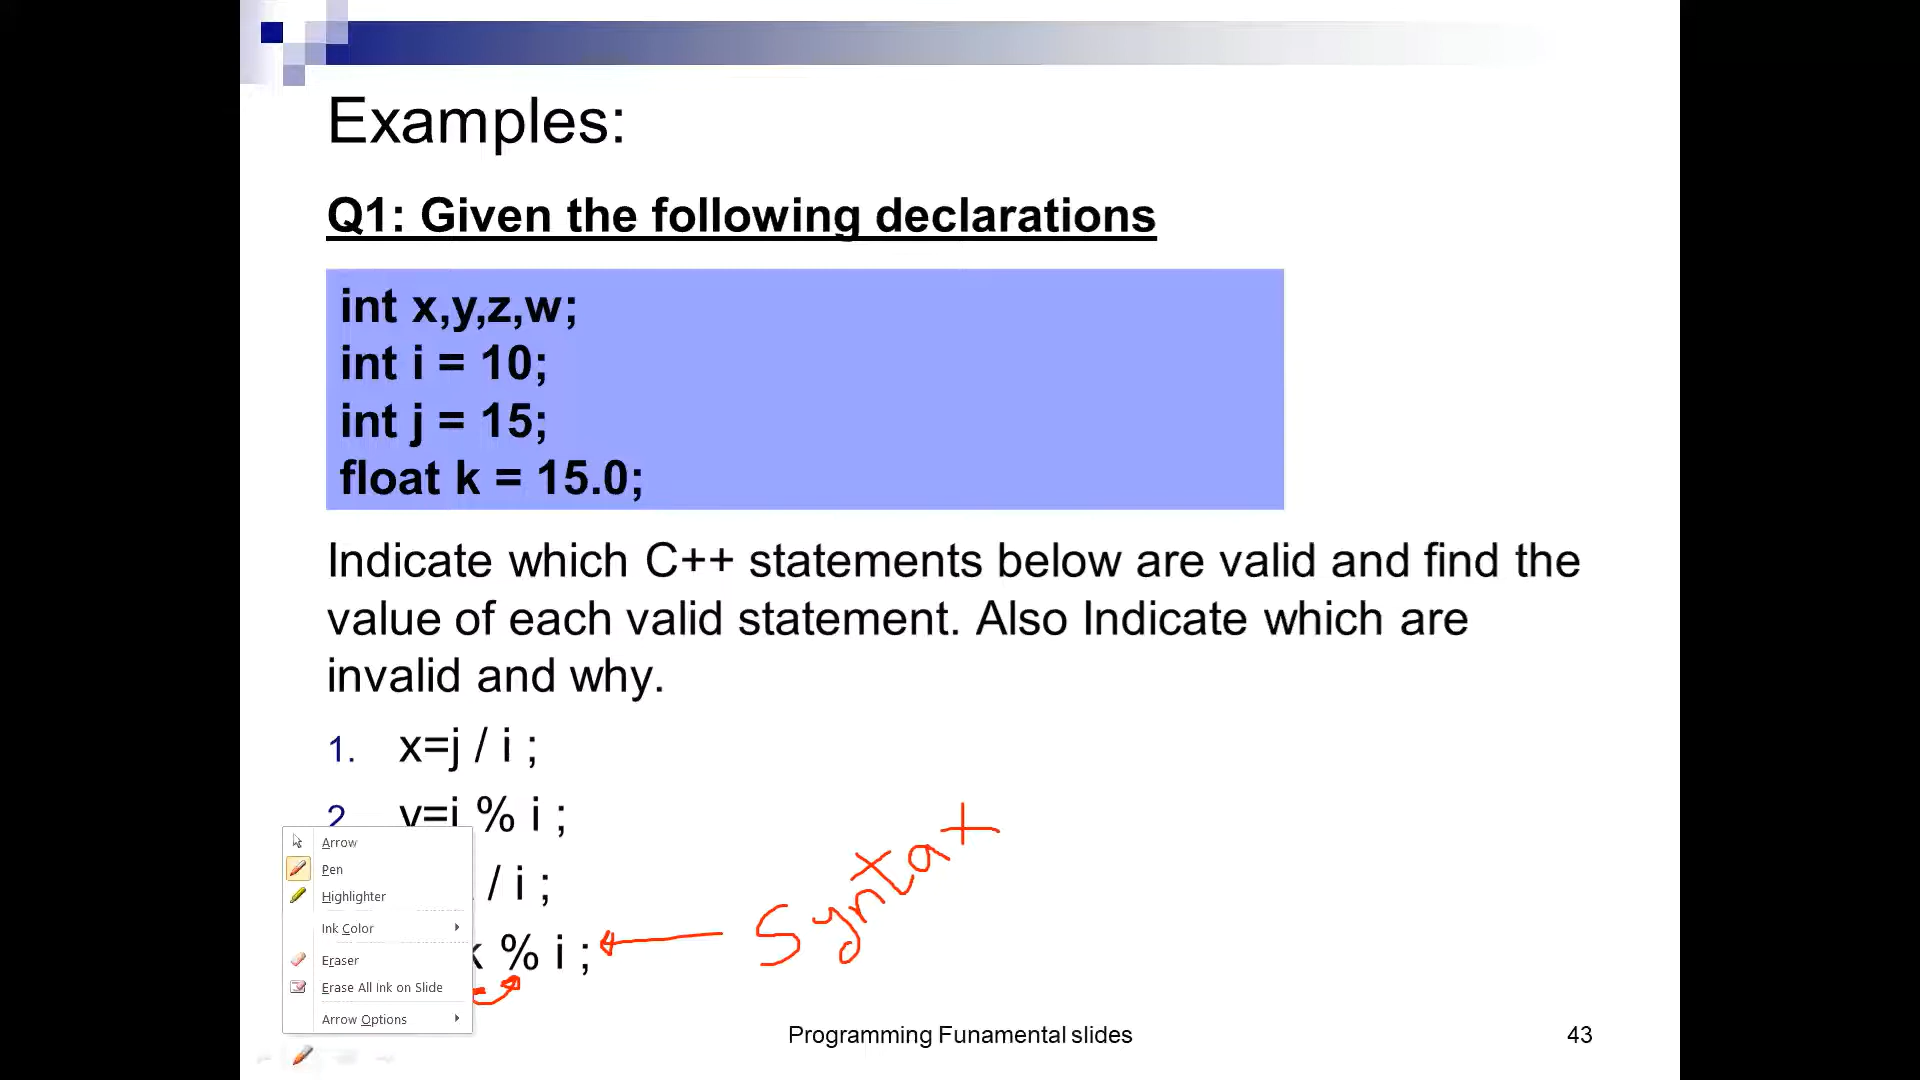 Examples:
Q1: Given the following declarations
int x,y,z,w;
int i = 10;
int j = 15;
float k = 15.0;
Indicate which C++ statements below are valid and find the
value of each valid statement. Also Indicate which are
invalid and why.
1. x=j / i ;
2 y=j % i ;
/ i ;
k % i ;
Syntax
Arrow
Pen
Highlighter
Ink Color
Eraser
Erase All Ink on Slide
Arrow Options
Programming Funamental slides
43